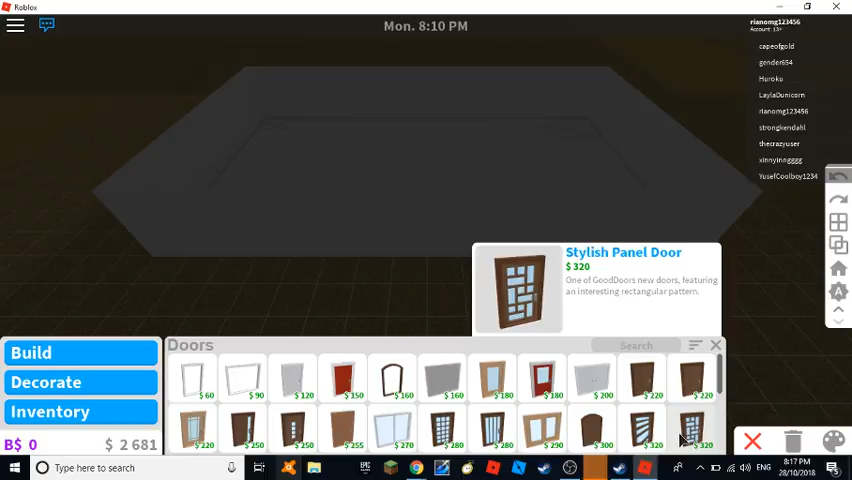 Roblox
Mon. 8:10 PM
rianomg123456
Account: 13+
capeofgold
gender654
Huroku
LaylaDunicorn
rianomg123456
strongkendahl
thecrazyuser
xinnyinngggg
YusefCoolboy1234
Stylish Panel Door
$ 320
One of GoodDoors new doors, featuring
an interesting rectangular pattern.
Build
Decorate
Inventory
B$ 0
$ 2 681
Doors
Search
$ 60
$ 90
$ 120
$ 150
$ 160
$ 160
$ 180
$ 180
$ 200
$ 220
$ 220
$ 220
$ 250
$ 250
$ 255
$ 270
$ 280
$ 280
$ 290
$ 300
$ 320
$ 320
Type here to search
EPIC
ENG
8:17 PM
28/10/2018
5